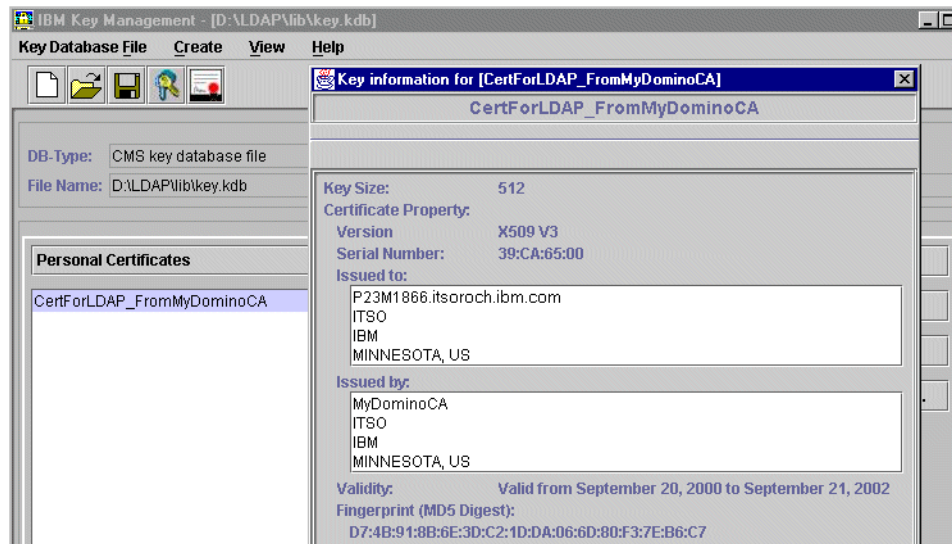 IBM Key Management - [D:\LDAP\lib\key.kdb]
Key Database File Create View Help
Key information for [CertForLDAP_FromMyDominoCA]
CertForLDAP_FromMyDominoCA
DB-Type: CMS key database file
File Name: D:\LDAP\lib\key.kdb
Personal Certificates
CertForLDAP_FromMyDominoCA
Key Size: 512
Certificate Property:
Version X509 V3
Serial Number: 39:CA:65:00
Issued to:
P23M1866.itsoroch.ibm.com
ITSO
IBM
MINNESOTA, US
Issued by:
MyDominoCA
ITSO
IBM
MINNESOTA, US
Validity: Valid from September 20, 2000 to September 21, 2002
Fingerprint (MD5 Digest):
D7:4B:91:8B:6E:3D:C2:1D:DA:06:6D:80:F3:7E:B6:C7